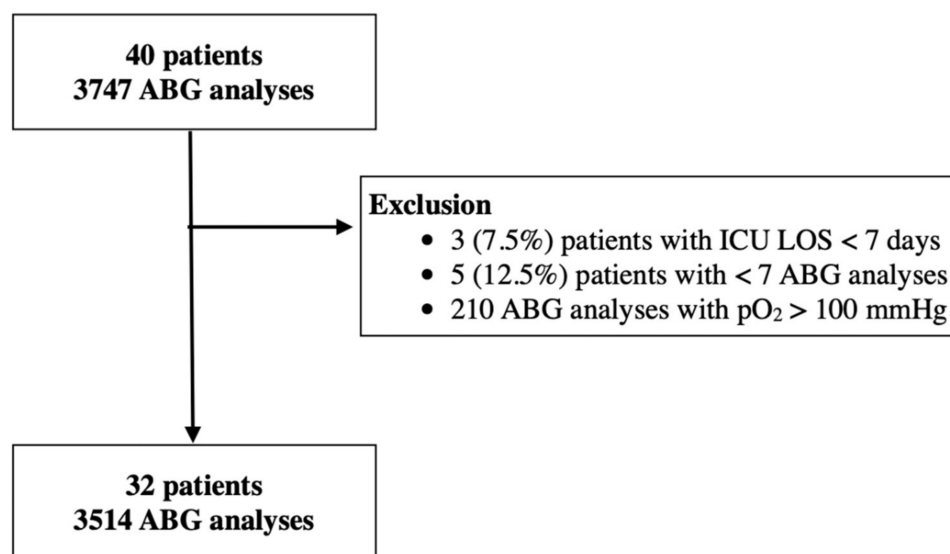 40 patients
3747 ABG analyses
Exclusion
• 3 (7.5%) patients with ICU LOS < 7 days
• 5 (12.5%) patients with < 7 ABG analyses
• 210 ABG analyses with pO₂ > 100 mmHg
32 patients
3514 ABG analyses